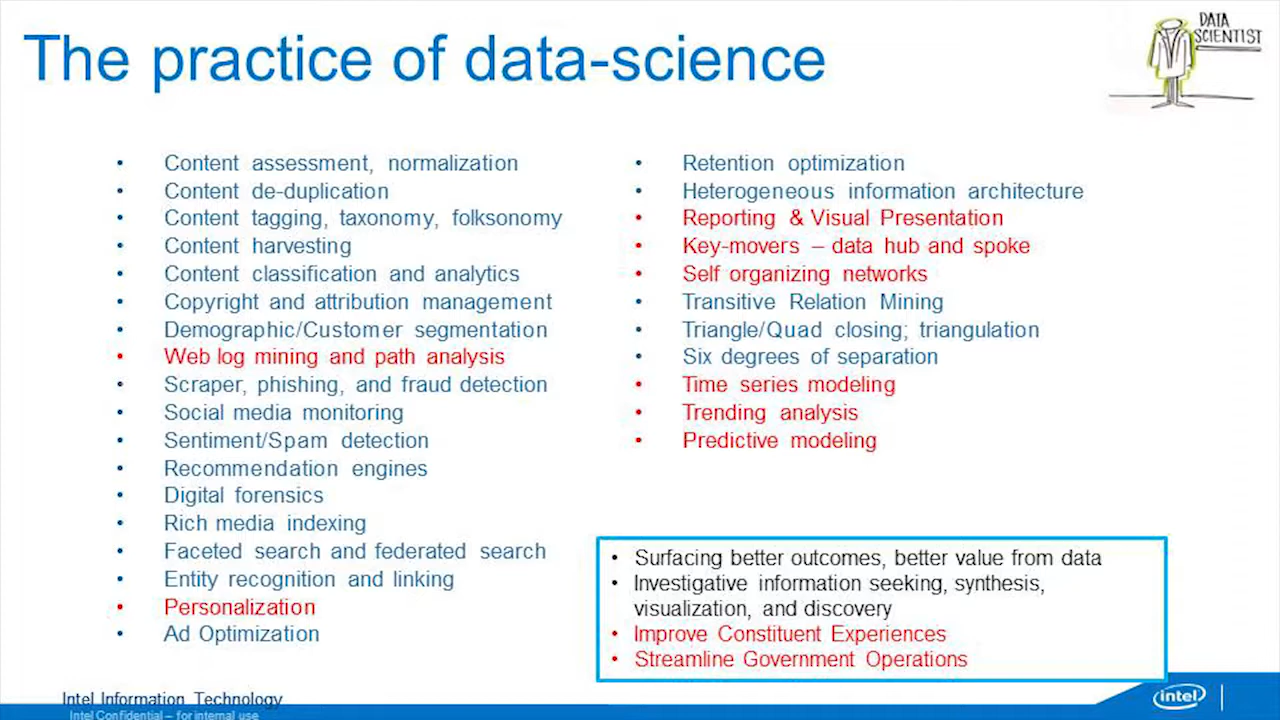 The practice of data-science
DATA
SCIENTIST
• Content assessment, normalization
• Content de-duplication
• Content tagging, taxonomy, folksonomy
• Content harvesting
• Content classification and analytics
• Copyright and attribution management
• Demographic/Customer segmentation
• Web log mining and path analysis
• Scraper, phishing, and fraud detection
• Social media monitoring
• Sentiment/Spam detection
• Recommendation engines
• Digital forensics
• Rich media indexing
• Faceted search and federated search
• Entity recognition and linking
• Personalization
• Ad Optimization
• Retention optimization
• Heterogeneous information architecture
• Reporting & Visual Presentation
• Key-movers – data hub and spoke
• Self organizing networks
• Transitive Relation Mining
• Triangle/Quad closing; triangulation
• Six degrees of separation
• Time series modeling
• Trending analysis
• Predictive modeling
• Surfacing better outcomes, better value from data
• Investigative information seeking, synthesis,
visualization, and discovery
• Improve Constituent Experiences
• Streamline Government Operations
Intel Information Technology
Intel Confidential – for internal use
intel